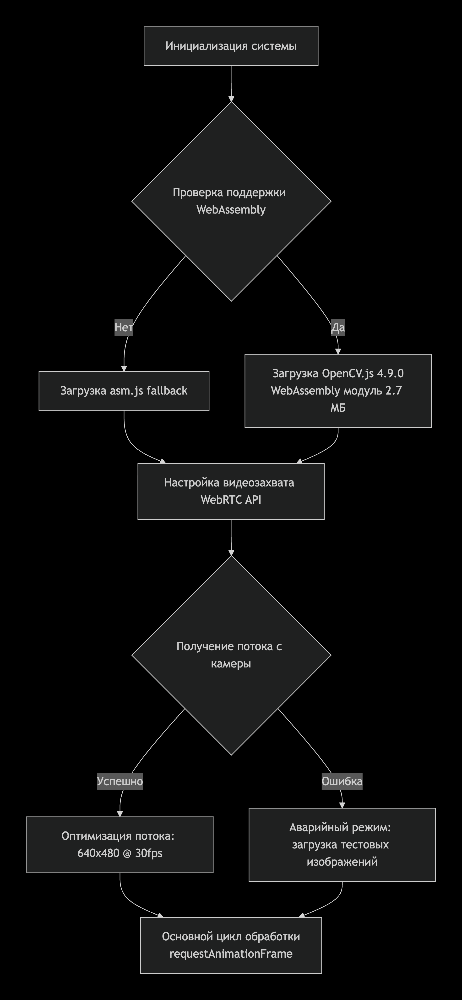 Инициализация системы
Проверка поддержки
WebAssembly
Нет
Да
Загрузка asm.js fallback
Загрузка OpenCV.js 4.9.0
WebAssembly модуль 2.7
МБ
Настройка видеозахвата
WebRTC API
Получение потока с
камеры
Успешно
Ошибка
Оптимизация потока:
640x480 @ 30fps
Аварийный режим:
загрузка тестовых
изображений
Основной цикл обработки
requestAnimationFrame